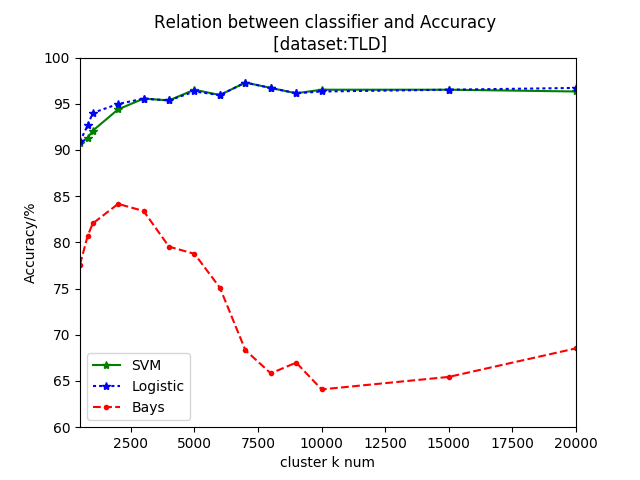 Relation between classifier and Accuracy
[dataset:TLD]
100
95
90
85
80
75
70
65
60
Accuracy/%
SVM
Logistic
Bays
2500 5000 7500 10000 12500 15000 17500 20000
cluster k num